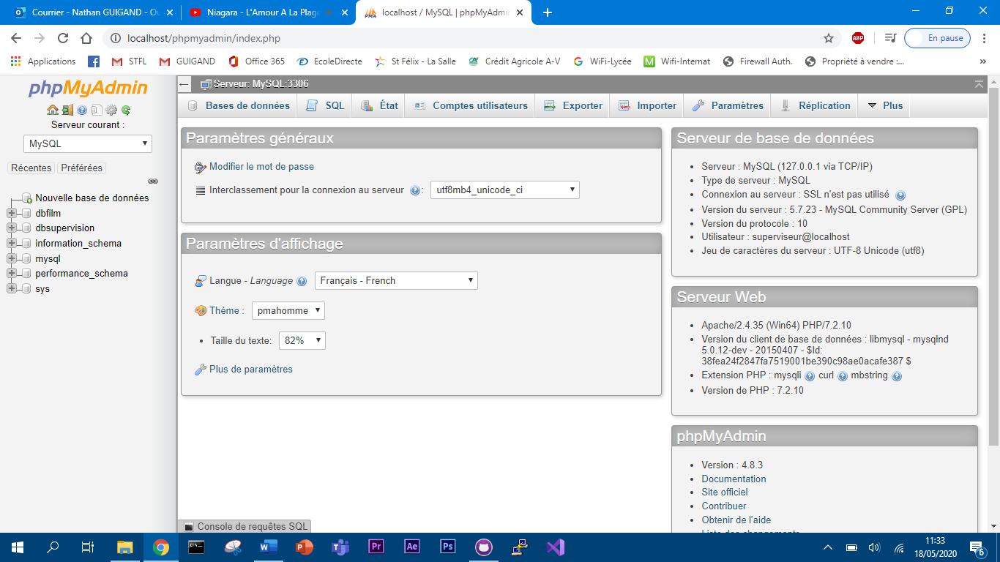 Courrier - Nathan GUIGAND - Ou
Niagara - L'Amour A La Plage
localhost / MySQL | phpMyAdmin
localhost/phpmyadmin/index.php
ABP
En pause
Applications
STFL
GUIGAND
Office 365
EcoleDirecte
St Félix - La Salle
Crédit Agricole A-V
WiFi-Lycée
Wifi-Internat
Firewall Auth.
Propriété à vendre :...
»
phpMyAdmin
Serveur courant :
MySQL
Récentes
Préférées
Nouvelle base de données
dbfilm
dbsupervision
information_schema
mysql
performance_schema
sys
Serveur: MySQL:3306
Bases de données
SQL
État
Comptes utilisateurs
Exporter
Importer
Paramètres
Réplication
Plus
Paramètres généraux
Modifier le mot de passe
Interclassement pour la connexion au serveur :
utf8mb4_unicode_ci
Paramètres d'affichage
Langue - Language
Français - French
Thème :
pmahomme
Taille du texte:
82%
Plus de paramètres
Serveur de base de données
Serveur : MySQL (127.0.0.1 via TCP/IP)
Type de serveur : MySQL
Connexion au serveur : SSL n'est pas utilisé
Version du serveur : 5.7.23 - MySQL Community Server (GPL)
Version du protocole : 10
Utilisateur : superviseur@localhost
Jeu de caractères du serveur : UTF-8 Unicode (utf8)
Serveur Web
Apache/2.4.35 (Win64) PHP/7.2.10
Version du client de base de données : libmysql - mysqlnd
5.0.12-dev - 20150407 - $Id:
38fea24f2847fa7519001be390c98ae0acafe387 $
Extension PHP : mysqli curl mbstring
Version de PHP : 7.2.10
phpMyAdmin
Version : 4.8.3
Documentation
Site officiel
Contribuer
Obtenir de l'aide
Liste des changements
Console de requêtes SQL
Pr
Ae
Ps
11:33
18/05/2020
6